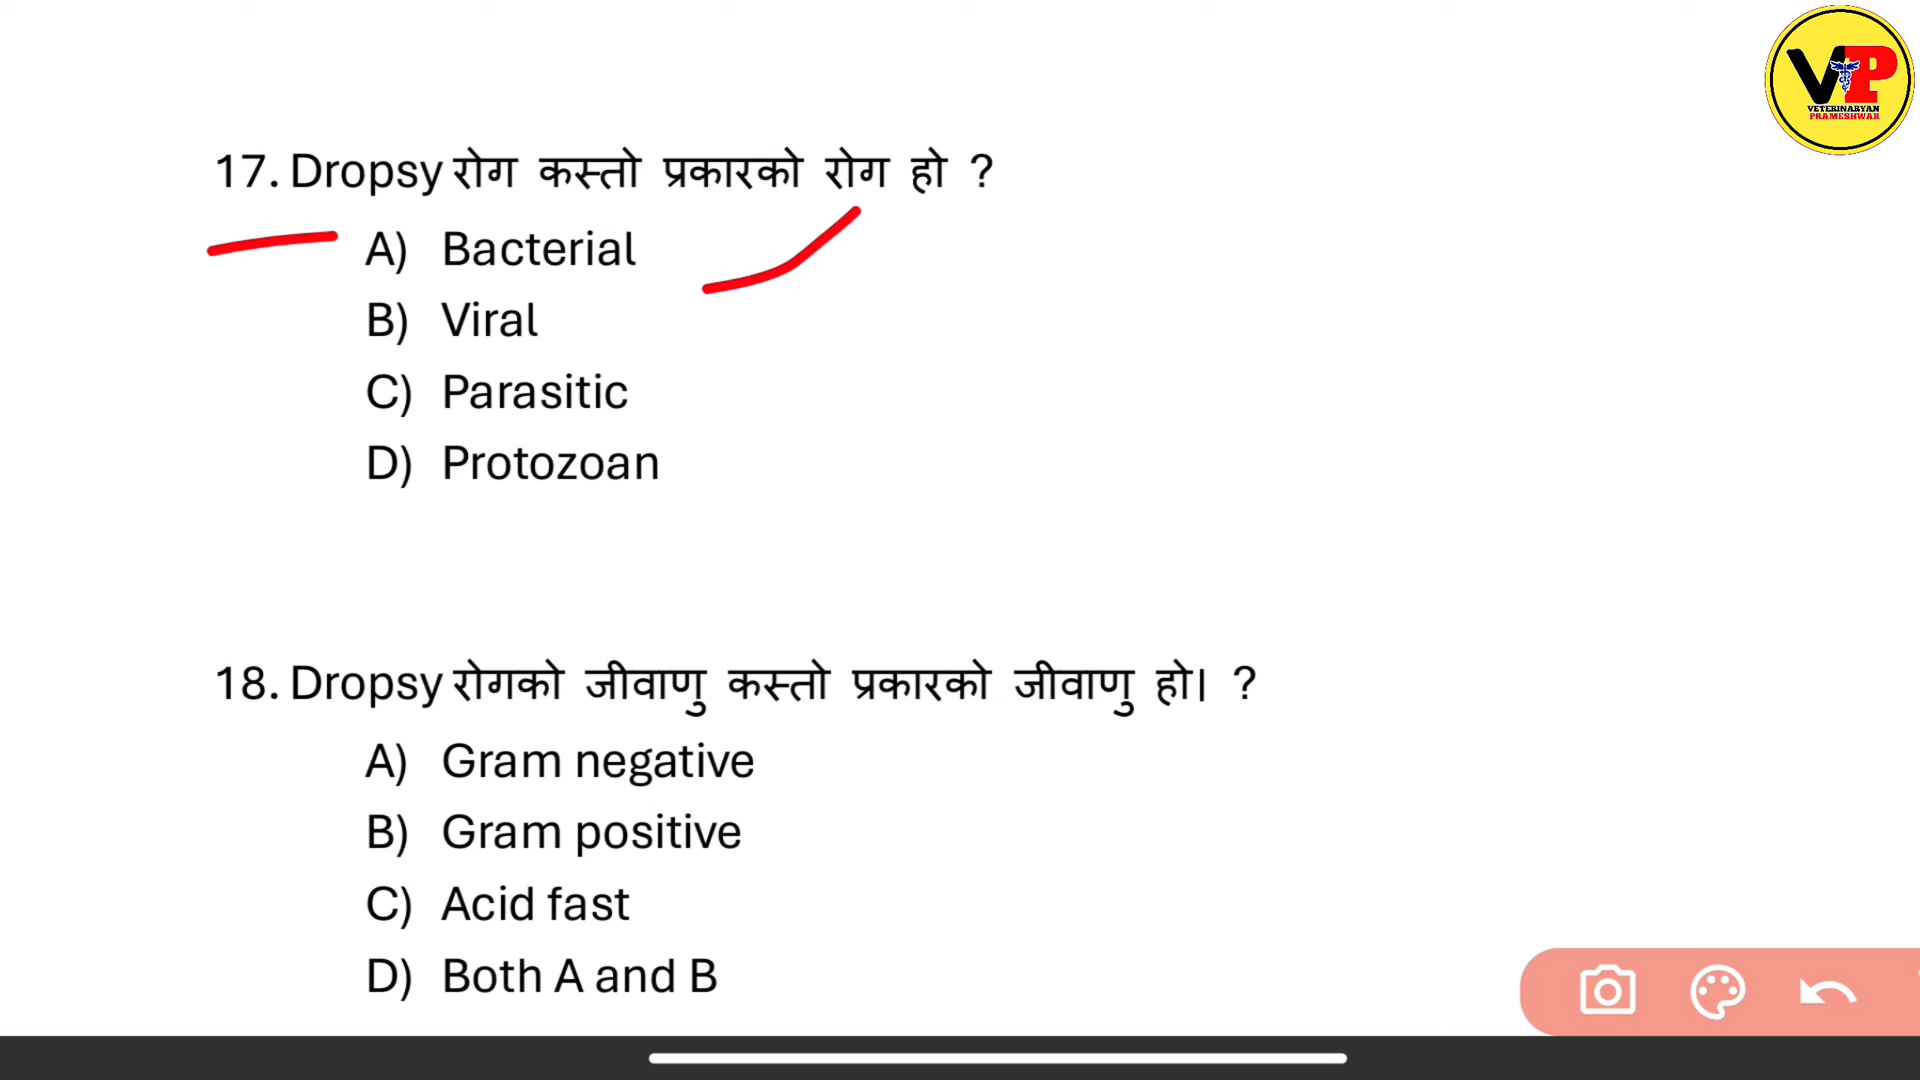 VP
VETERINARYAN
PRAMESHWAR
17. Dropsy रोग कस्तो प्रकारको रोग हो ?
A) Bacterial
B) Viral
C) Parasitic
D) Protozoan
18. Dropsy रोगको जीवाणु कस्तो प्रकारको जीवाणु हो। ?
A) Gram negative
B) Gram positive
C) Acid fast
D) Both A and B